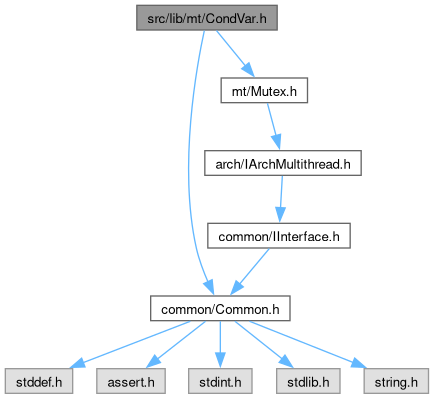 src/lib/mt/CondVar.h
mt/Mutex.h
arch/IArchMultithread.h
common/IInterface.h
common/Common.h
stddef.h
assert.h
stdint.h
stdlib.h
string.h